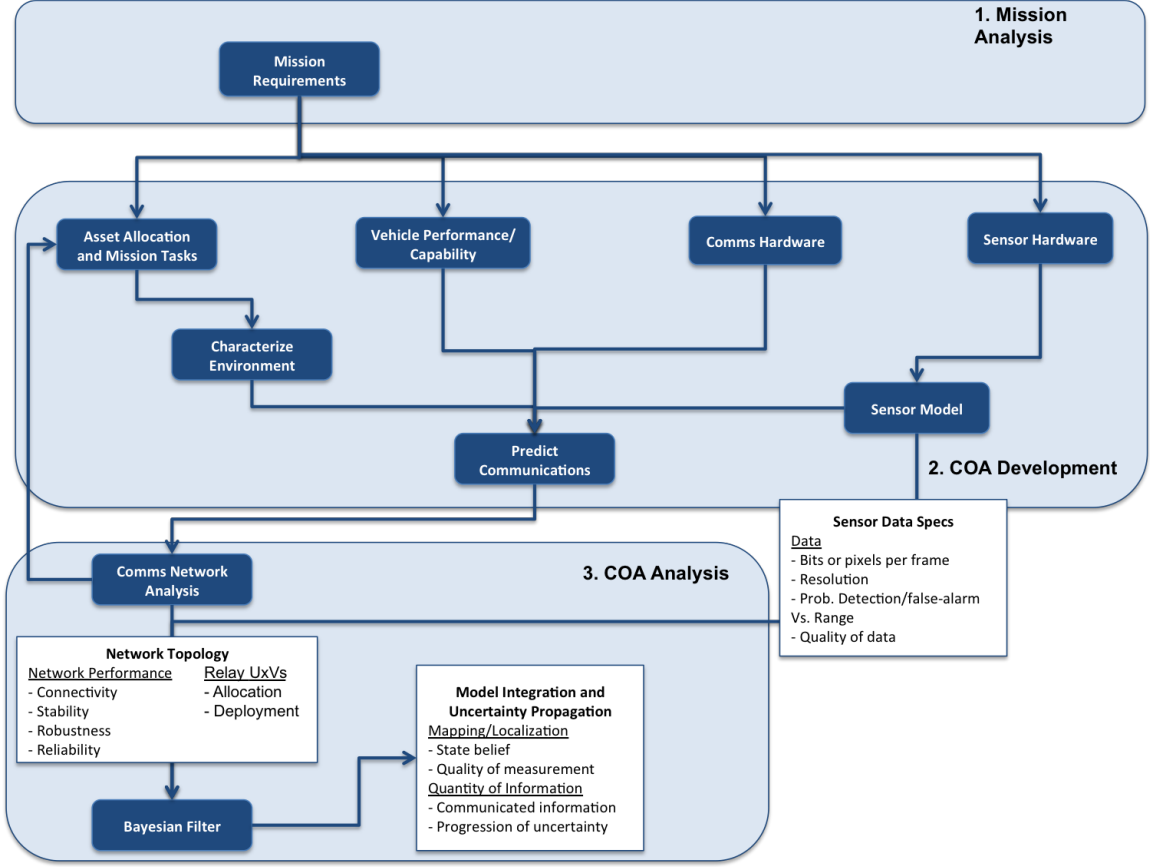 1. Mission
Analysis
Mission
Requirements
Asset Allocation
and Mission Tasks
Vehicle Performance/
Capability
Comms Hardware
Sensor Hardware
Characterize
Environment
Sensor Model
Predict
Communications
2. COA Development
Sensor Data Specs
Data
- Bits or pixels per frame
- Resolution
- Prob. Detection/false-alarm
Vs. Range
- Quality of data
3. COA Analysis
Comms Network
Analysis
Network Topology
Network Performance
- Connectivity
- Stability
- Robustness
- Reliability
Relay UxVs
- Allocation
- Deployment
Model Integration and
Uncertainty Propagation
Mapping/Localization
- State belief
- Quality of measurement
Quantity of Information
- Communicated information
- Progression of uncertainty
Bayesian Filter